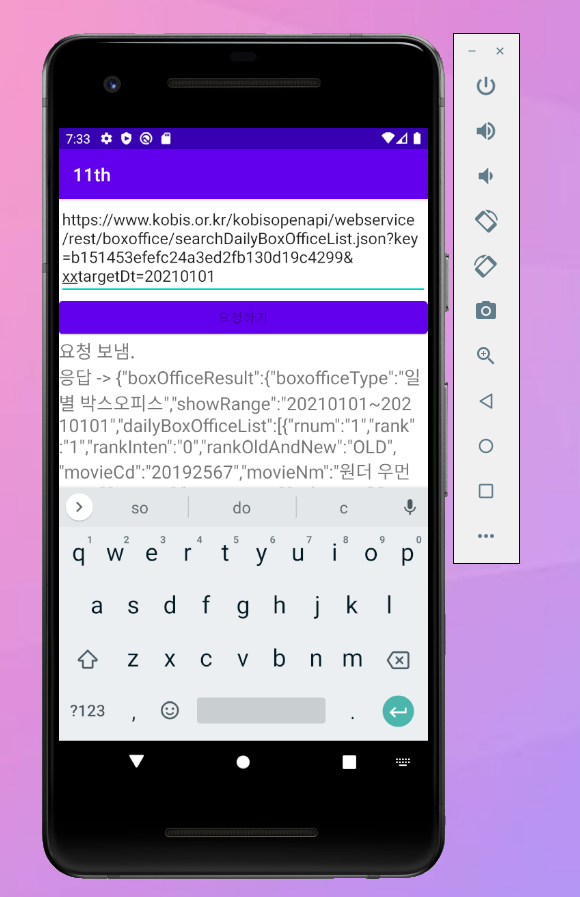 7:33
11th
https://www.kobis.or.kr/kobisopenapi/webservice
/rest/boxoffice/searchDailyBoxOfficeList.json?key
=b151453efefc24a3ed2fb130d19c4299&
xxtargetDt=20210101
요청하기
요청 보냄.
응답 -> {"boxOfficeResult":{"boxofficeType":"일
별 박스오피스","showRange":"20210101~202
10101","dailyBoxOfficeList":[{"rnum":"1","rank"
:"1","rankInten":"0","rankOldAndNew":"OLD",
"movieCd":"20192567","movieNm":"원더 우먼
so do c
1 2 3 4 5 6 7 8 9 0
q w e r t y u i o p
a s d f g h j k l
z x c v b n m
?123 , .